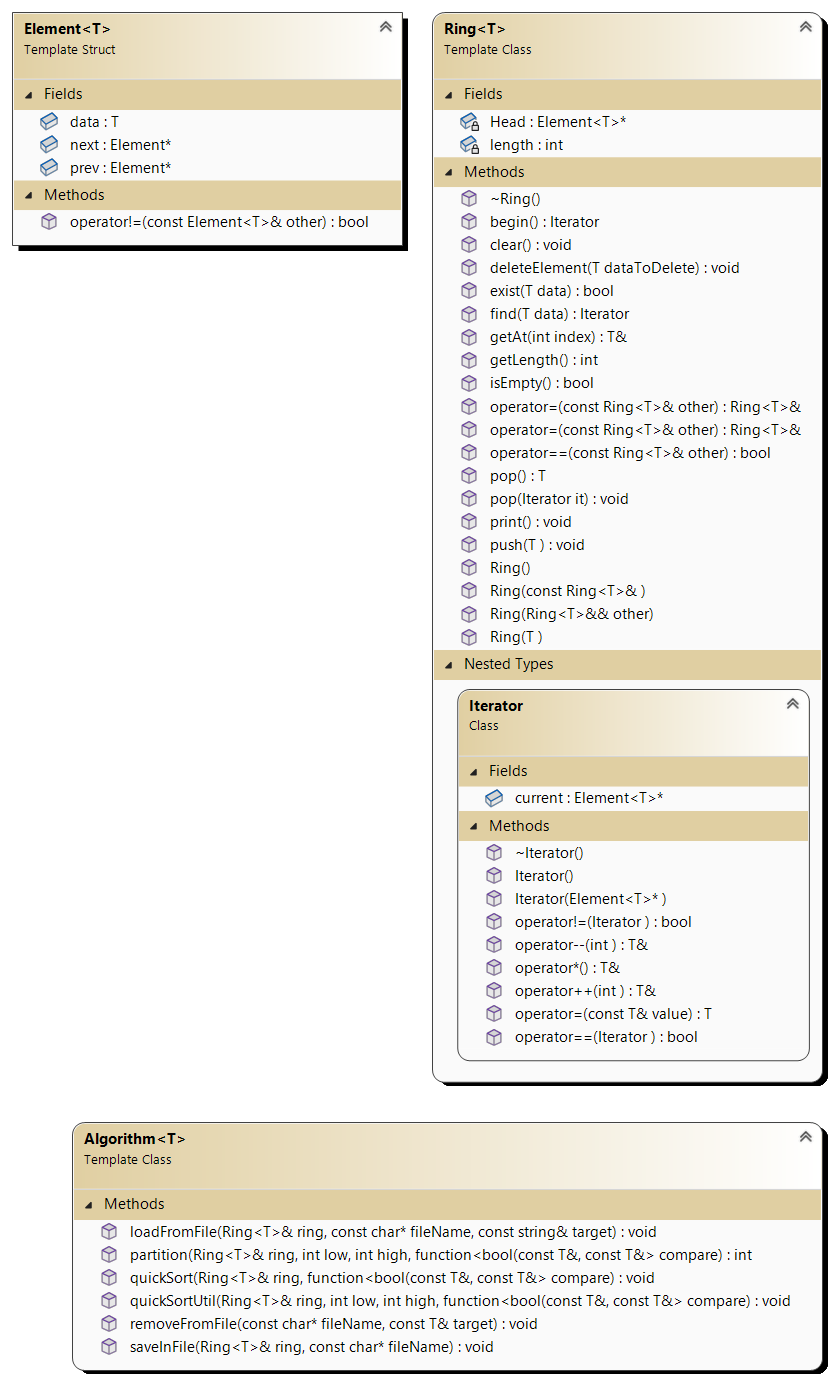 Element<T>
Template Struct
Fields
data : T
next : Element*
prev : Element*
Methods
operator!=(const Element<T>& other) : bool
Ring<T>
Template Class
Fields
Head : Element<T>*
length : int
Methods
~Ring()
begin() : Iterator
clear() : void
deleteElement(T dataToDelete) : void
exist(T data) : bool
find(T data) : Iterator
getAt(int index) : T&
getLength() : int
isEmpty() : bool
operator=(const Ring<T>& other) : Ring<T>&
operator=(const Ring<T>& other) : Ring<T>&
operator==(const Ring<T>& other) : bool
pop() : T
pop(Iterator it) : void
print() : void
push(T ) : void
Ring()
Ring(const Ring<T>& )
Ring(Ring<T>&& other)
Ring(T )
Nested Types
Iterator
Class
Fields
current : Element<T>*
Methods
~Iterator()
Iterator()
Iterator(Element<T>* )
operator!=(Iterator ) : bool
operator--(int ) : T&
operator*() : T&
operator++(int ) : T&
operator=(const T& value) : T
operator==(Iterator ) : bool
Algorithm<T>
Template Class
Methods
loadFromFile(Ring<T>& ring, const char* fileName, const string& target) : void
partition(Ring<T>& ring, int low, int high, function<bool(const T&, const T&> compare) : int
quickSort(Ring<T>& ring, function<bool(const T&, const T&> compare) : void
quickSortUtil(Ring<T>& ring, int low, int high, function<bool(const T&, const T&> compare) : void
removeFromFile(const char* fileName, const T& target) : void
saveInFile(Ring<T>& ring, const char* fileName) : void